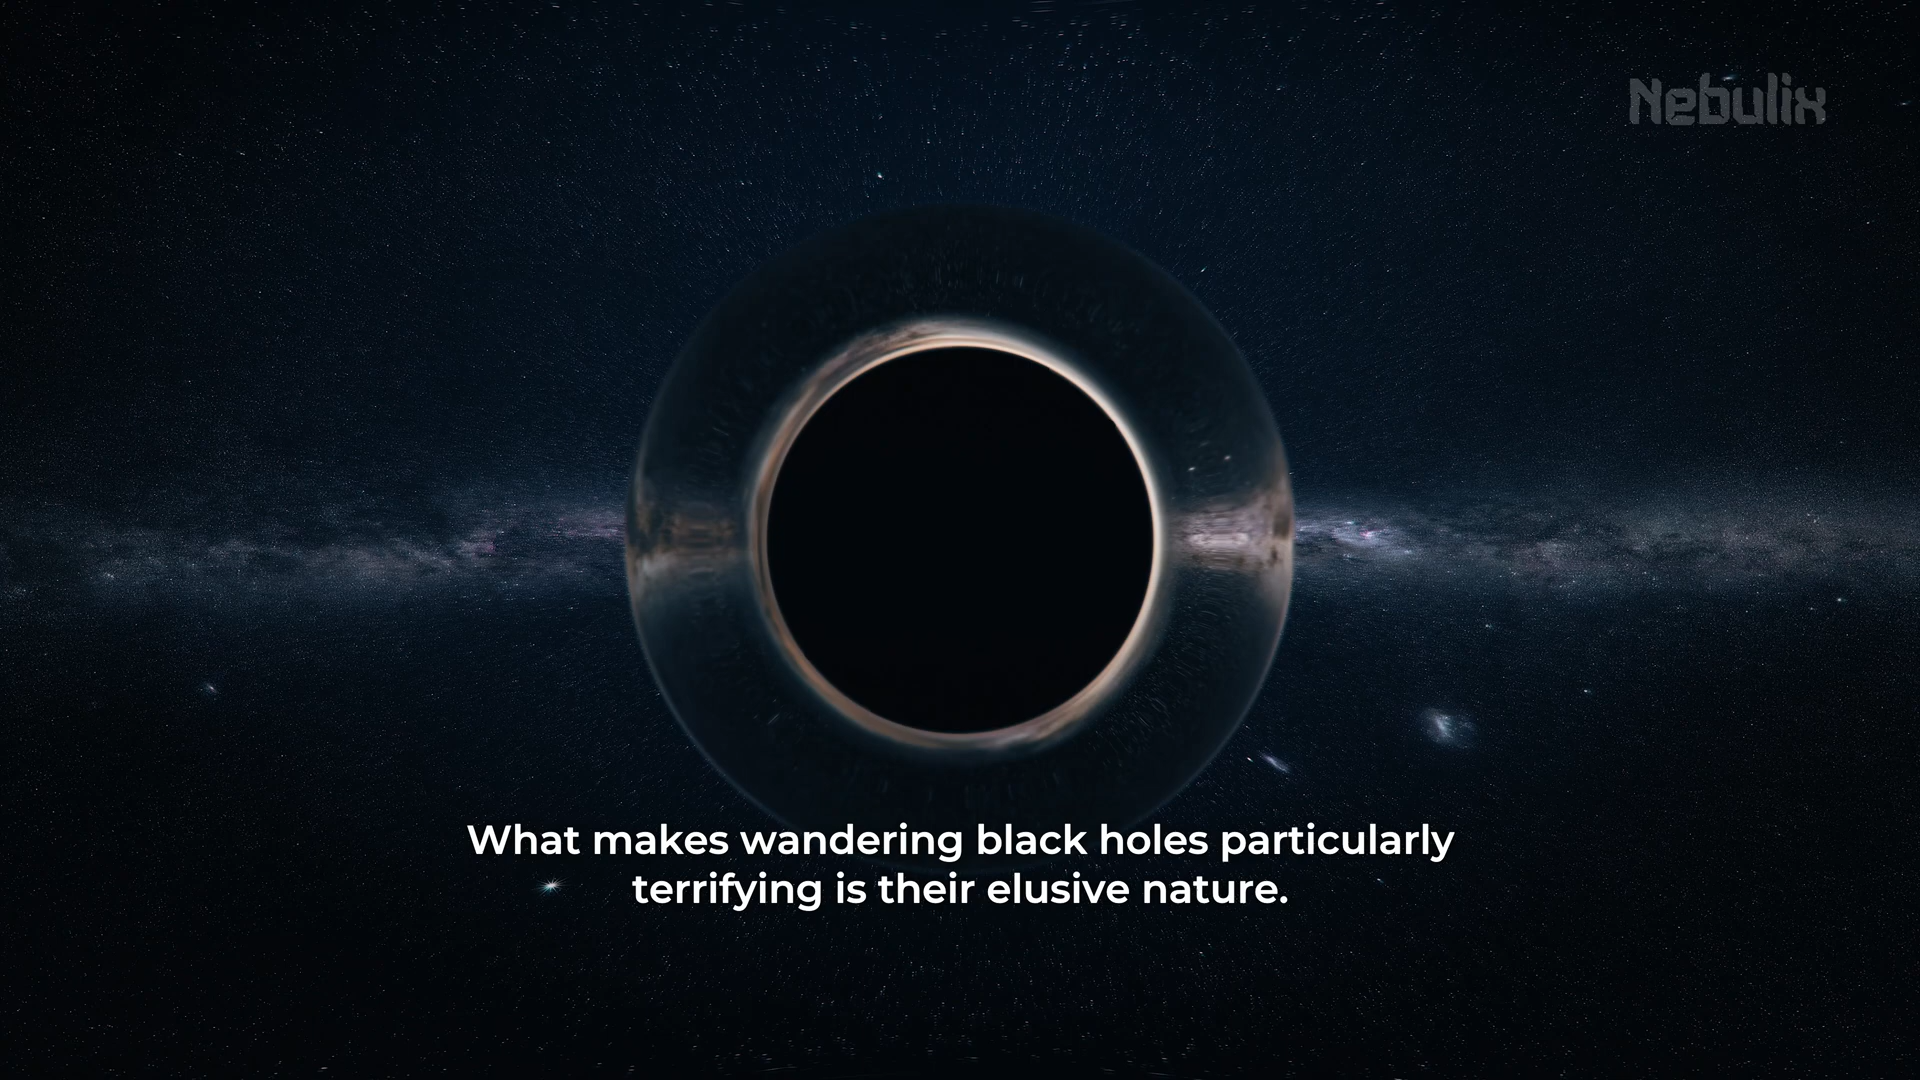 Nebulix
What makes wandering black holes particularly
terrifying is their elusive nature.